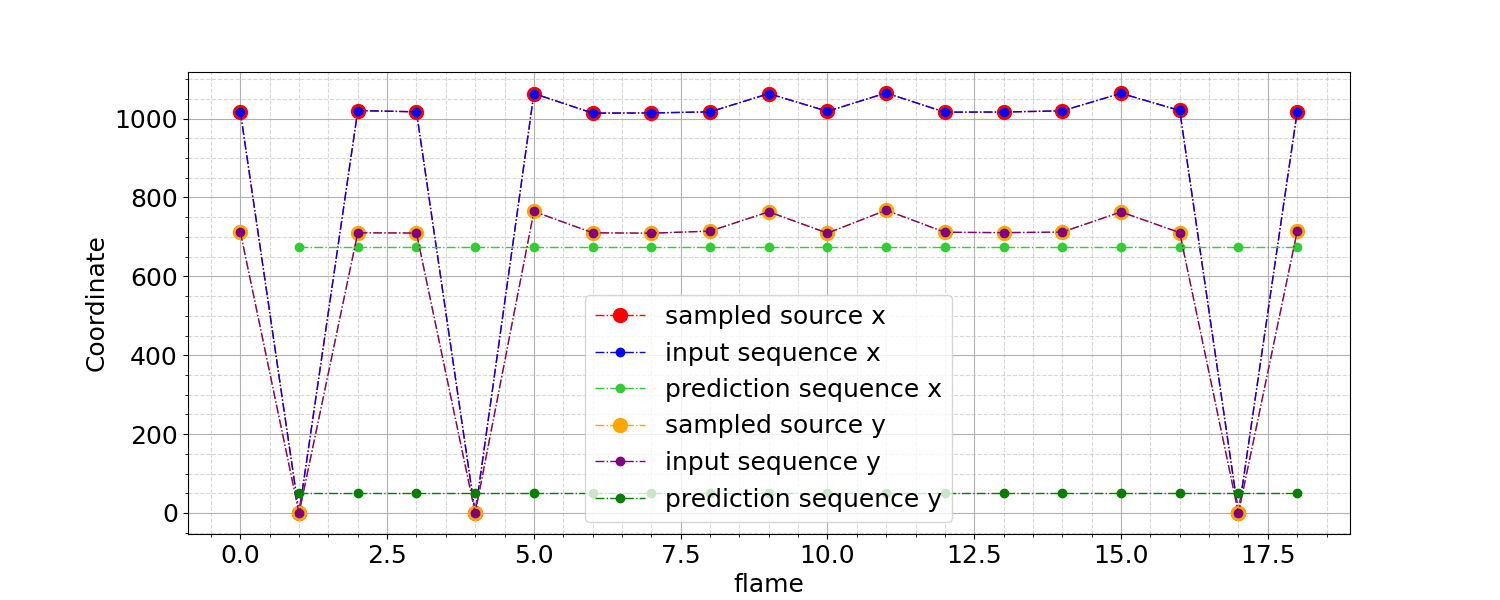 1000
800
600
400
200
0
Coordinate
sampled source x
input sequence x
prediction sequence x
sampled source y
input sequence y
prediction sequence y
0.0 2.5 5.0 7.5 10.0 12.5 15.0 17.5
flame